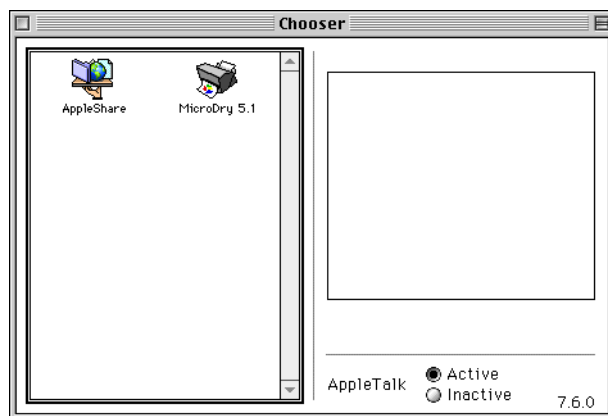 Chooser
AppleShare
MicroDry 5.1
AppleTalk
Active
Inactive
7.6.0